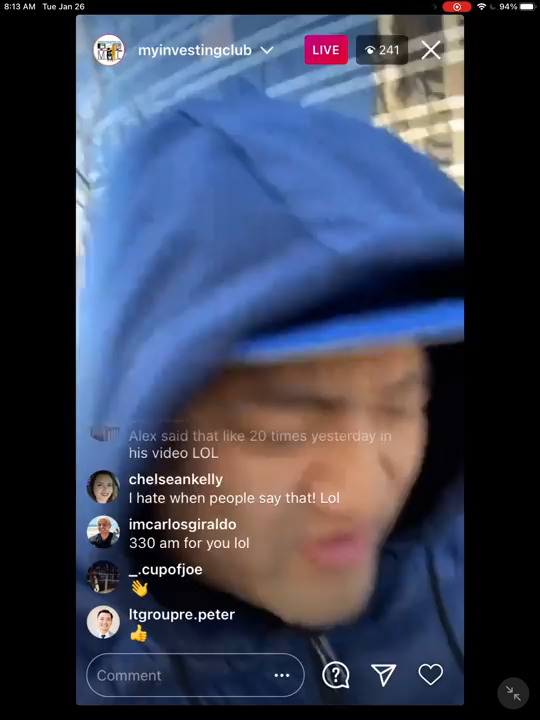 8:13 AM Tue Jan 26
94%
myinvestingclub
LIVE
241
Alex said that like 20 times yesterday in
his video LOL
chelseankelly
I hate when people say that! Lol
imcarlosgiraldo
330 am for you lol
_.cupofjoe
👋
ltgroupre.peter
👍
Comment